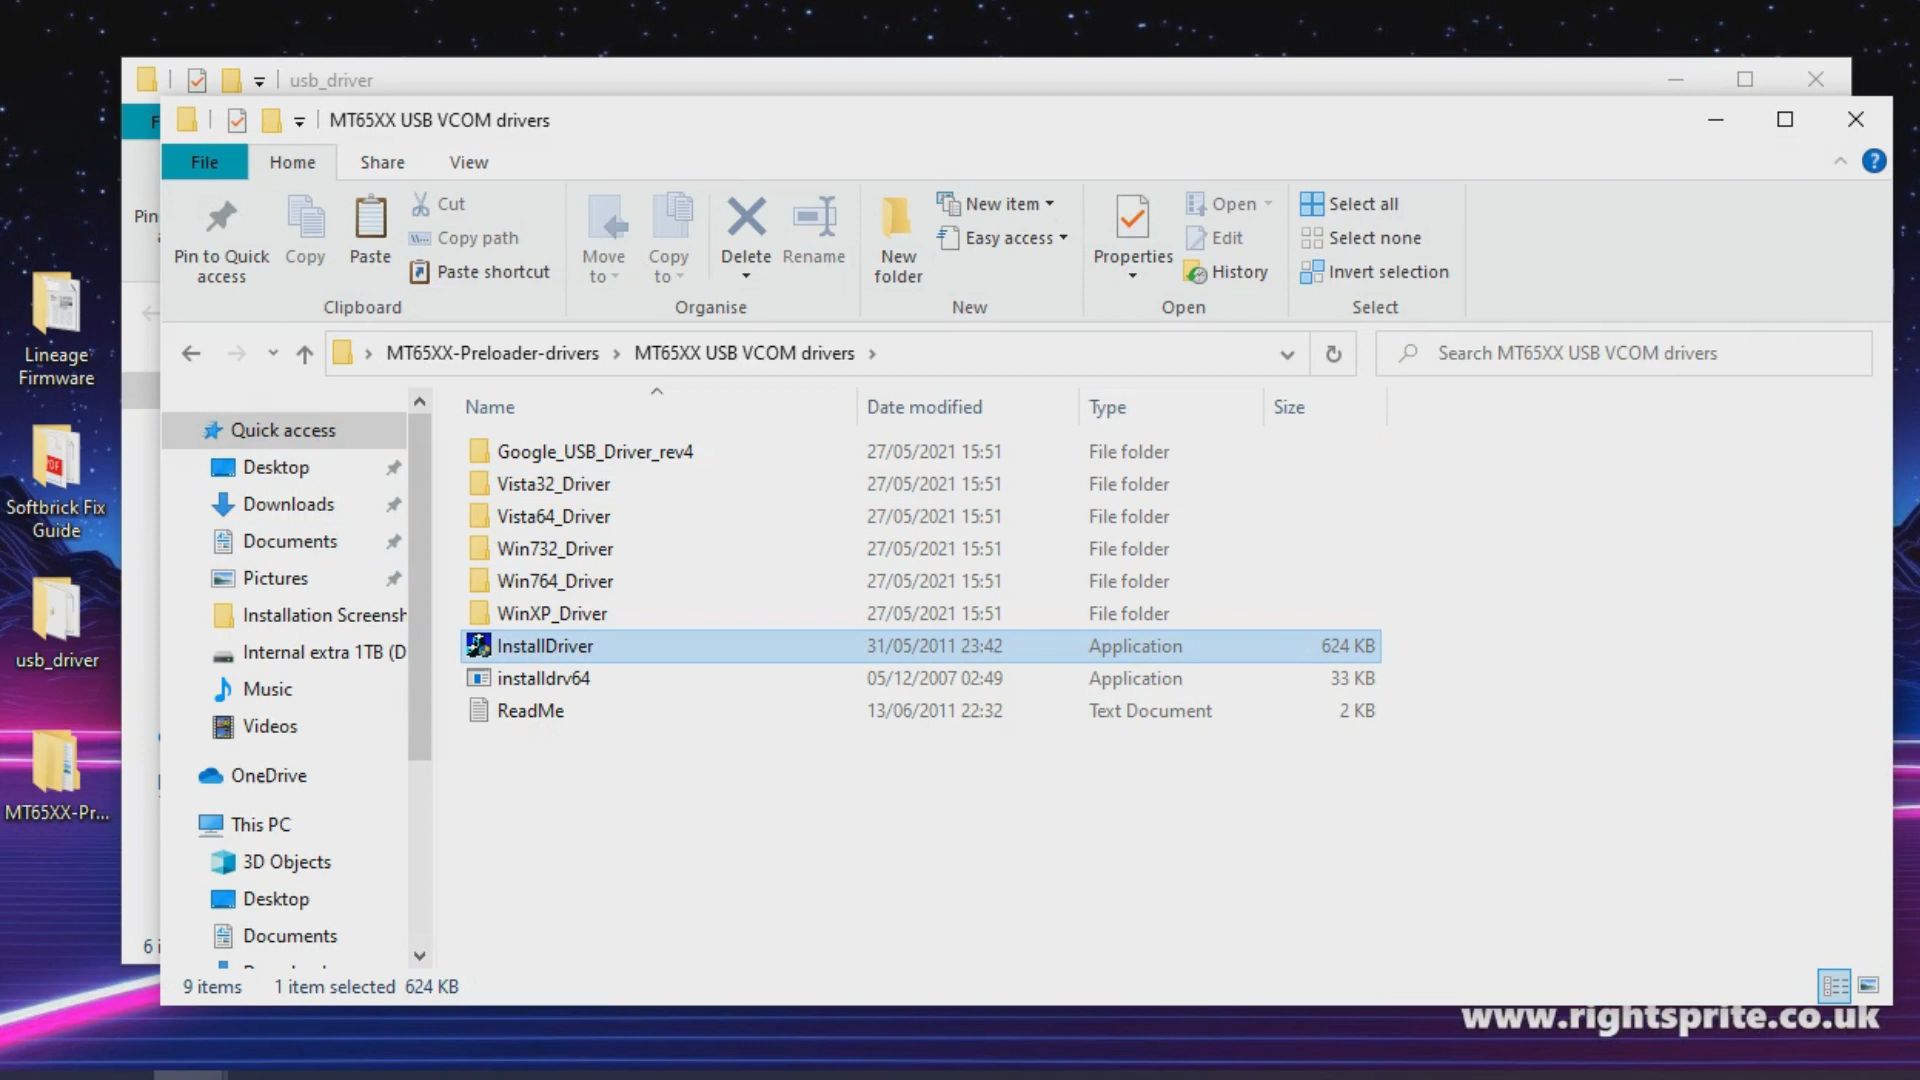 usb_driver
MT65XX USB VCOM drivers
File Home Share View
Pin to Quick access
Copy
Paste
Cut
Copy path
Paste shortcut
Clipboard
Move to
Copy to
Delete
Rename
Organise
New folder
New item
Easy access
New
Properties
Open
Edit
History
Open
Select all
Select none
Invert selection
Select
MT65XX-Preloader-drivers › MT65XX USB VCOM drivers ›
Search MT65XX USB VCOM drivers
Quick access
Desktop
Downloads
Documents
Pictures
Installation Screensh
Internal extra 1TB (D
Music
Videos
OneDrive
This PC
3D Objects
Desktop
Documents
Name Date modified Type Size
Google_USB_Driver_rev4 27/05/2021 15:51 File folder
Vista32_Driver 27/05/2021 15:51 File folder
Vista64_Driver 27/05/2021 15:51 File folder
Win732_Driver 27/05/2021 15:51 File folder
Win764_Driver 27/05/2021 15:51 File folder
WinXP_Driver 27/05/2021 15:51 File folder
InstallDriver 31/05/2011 23:42 Application 624 KB
installdrv64 05/12/2007 02:49 Application 33 KB
ReadMe 13/06/2011 22:32 Text Document 2 KB
9 items 1 item selected 624 KB
Pin
6 i
Lineage
Firmware
Softbrick Fix
Guide
usb_driver
MT65XX-Pr...
www.rightsprite.co.uk